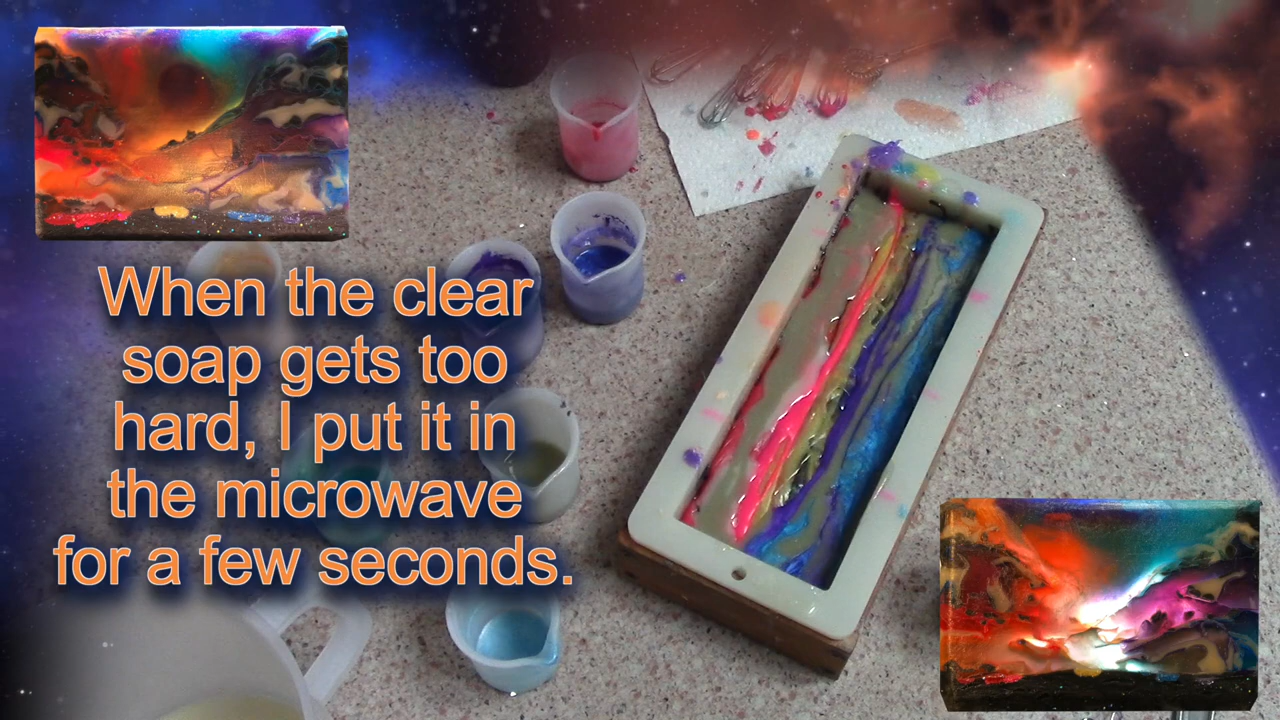 When the clear
soap gets too
hard, I put it in
the microwave
for a few seconds.